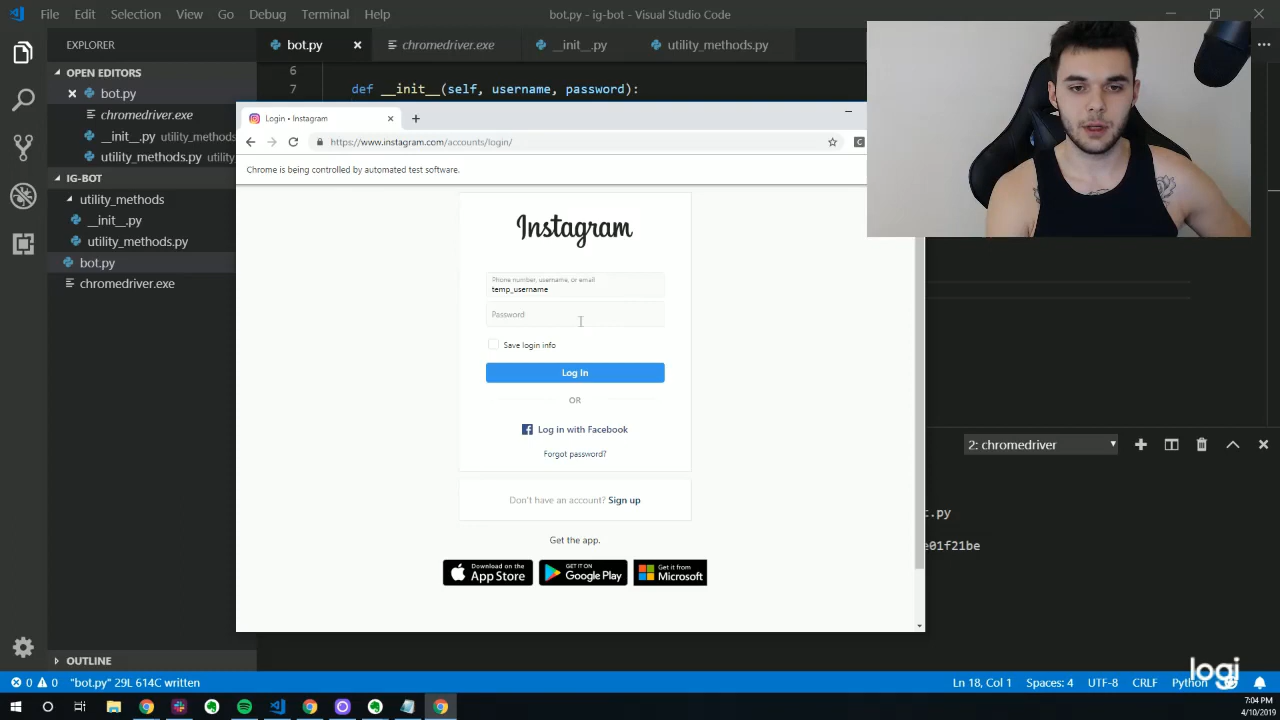 File Edit Selection View Go Debug Terminal Help bot.py - ig-bot - Visual Studio Code
EXPLORER
OPEN EDITORS
bot.py
chromedriver.exe
__init__.py utility_methods
utility_methods.py utility_methods
IG-BOT
utility_methods
__init__.py
utility_methods.py
bot.py
chromedriver.exe
OUTLINE
bot.py chromedriver.exe __init__.py utility_methods.py
6
7 def __init__(self, username, password):
Login • Instagram
https://www.instagram.com/accounts/login/
Chrome is being controlled by automated test software.
Instagram
Phone number, username, or email
temp_username
Password
Save login info
Log In
OR
f Log in with Facebook
Forgot password?
Don't have an account? Sign up
Get the app.
Download on the
App Store
GET IT ON
Google Play
Get it from
Microsoft
2: chromedriver
t.py
e01f21be
logi
0 0 "bot.py" 29L 614C written Ln 18, Col 1 Spaces: 4 UTF-8 CRLF Python
7:04 PM
4/10/2019